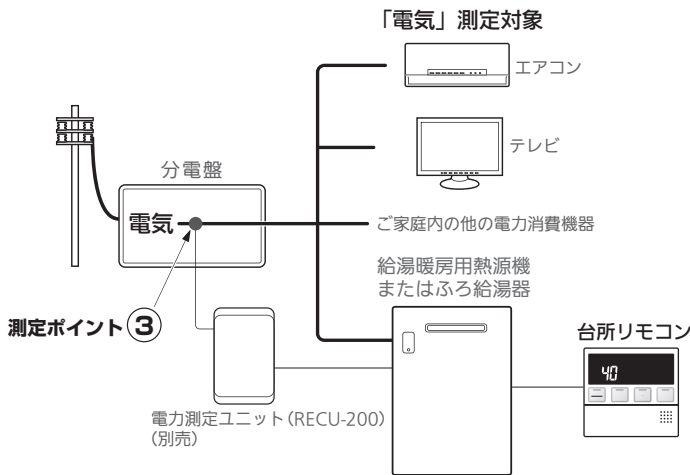 「電気」測定対象
エアコン
テレビ
分電盤
電気
ご家庭内の他の電力消費機器
給湯暖房用熱源機
またはふろ給湯器
測定ポイント③
台所リモコン
40
電力測定ユニット(RECU-200)
(別売)